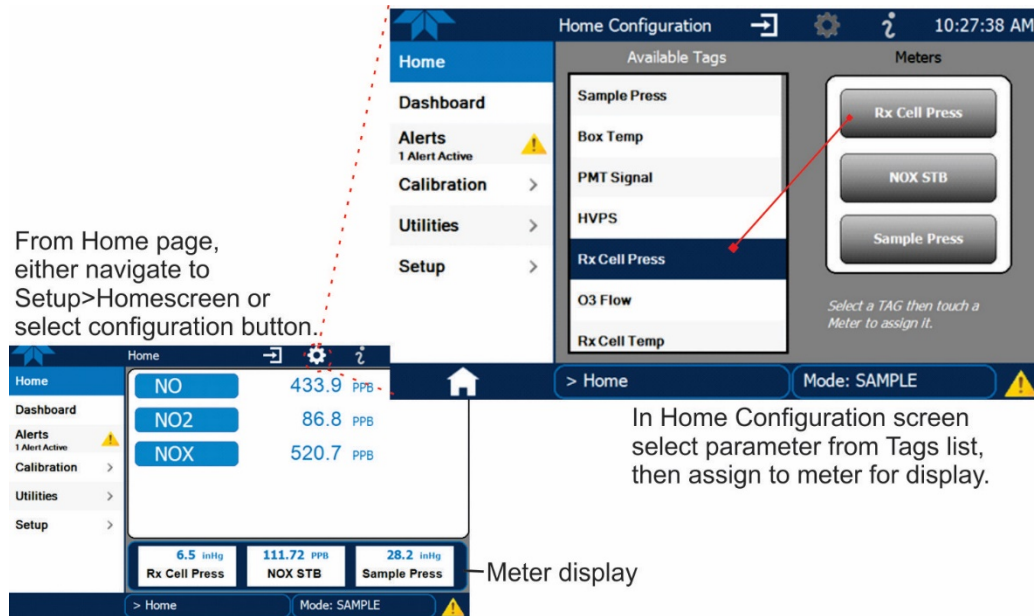 Home Configuration
10:27:38 AM
Home
Dashboard
Alerts
1 Alert Active
Calibration >
Utilities >
Setup >
Available Tags
Sample Press
Box Temp
PMT Signal
HVPS
Rx Cell Press
O3 Flow
Rx Cell Temp
Meters
Rx Cell Press
NOX STB
Sample Press
Select a TAG then touch a
Meter to assign it.
> Home
Mode: SAMPLE
From Home page,
either navigate to
Setup>Homescreen or
select configuration button.
Home
Home
Dashboard
Alerts
1 Alert Active
Calibration >
Utilities >
Setup >
NO 433.9 PPB
NO2 86.8 PPB
NOX 520.7 PPB
6.5 inHg
Rx Cell Press
111.72 PPB
NOX STB
28.2 inHg
Sample Press
> Home
Mode: SAMPLE
Meter display
In Home Configuration screen
select parameter from Tags list,
then assign to meter for display.